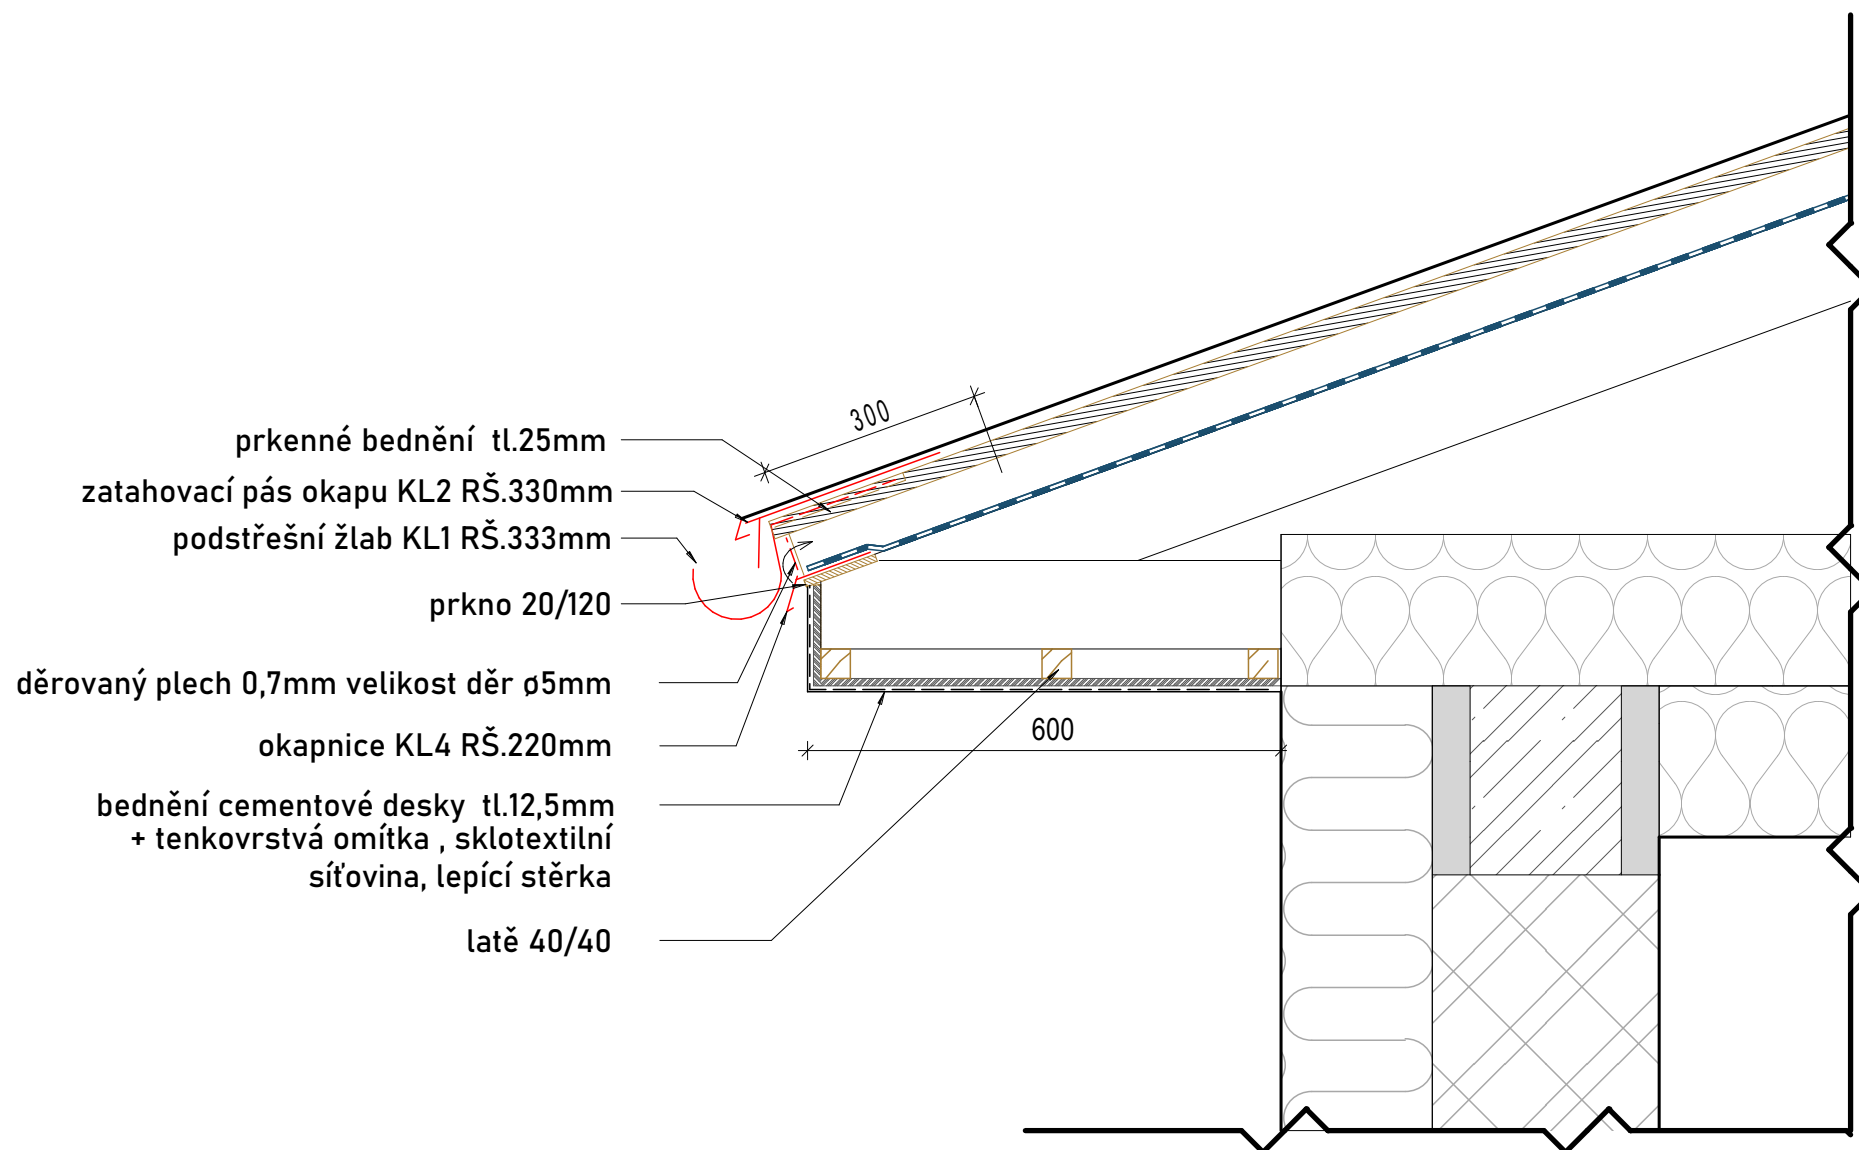 300
prkenné bednění tl.25mm
zatahovací pás okapu KL2 RŠ.330mm
podstřešní žlab KL1 RŠ.333mm
prkno 20/120
děrovaný plech 0,7mm velikost děr ø5mm
okapnice KL4 RŠ.220mm
600
bednění cementové desky tl.12,5mm
+ tenkovrstvá omítka , sklotextilní
síťovina, lepící stěrka
latě 40/40